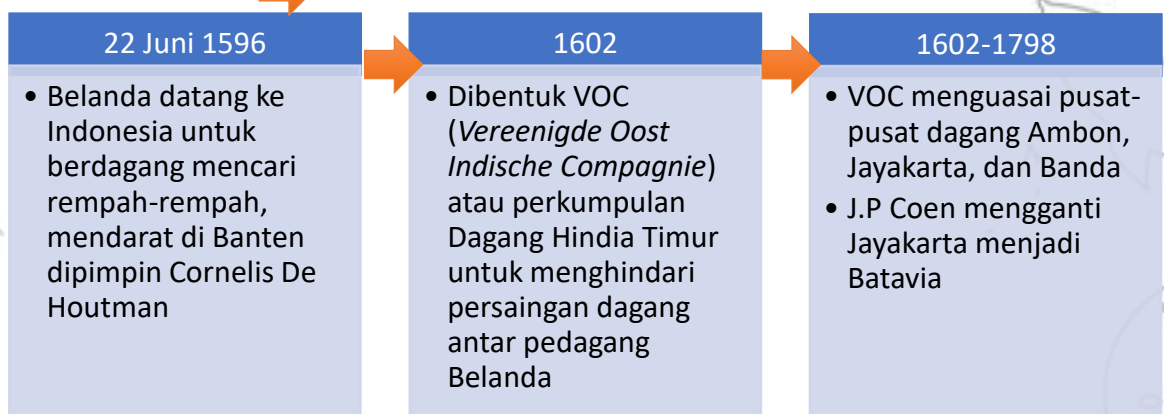 22 Juni 1596
• Belanda datang ke
Indonesia untuk
berdagang mencari
rempah-rempah,
mendarat di Banten
dipimpin Cornelis De
Houtman
1602
• Dibentuk VOC
(Vereenigde Oost
Indische Compagnie)
atau perkumpulan
Dagang Hindia Timur
untuk menghindari
persaingan dagang
antar pedagang
Belanda
1602-1798
• VOC menguasai pusat-
pusat dagang Ambon,
Jayakarta, dan Banda
• J.P Coen mengganti
Jayakarta menjadi
Batavia